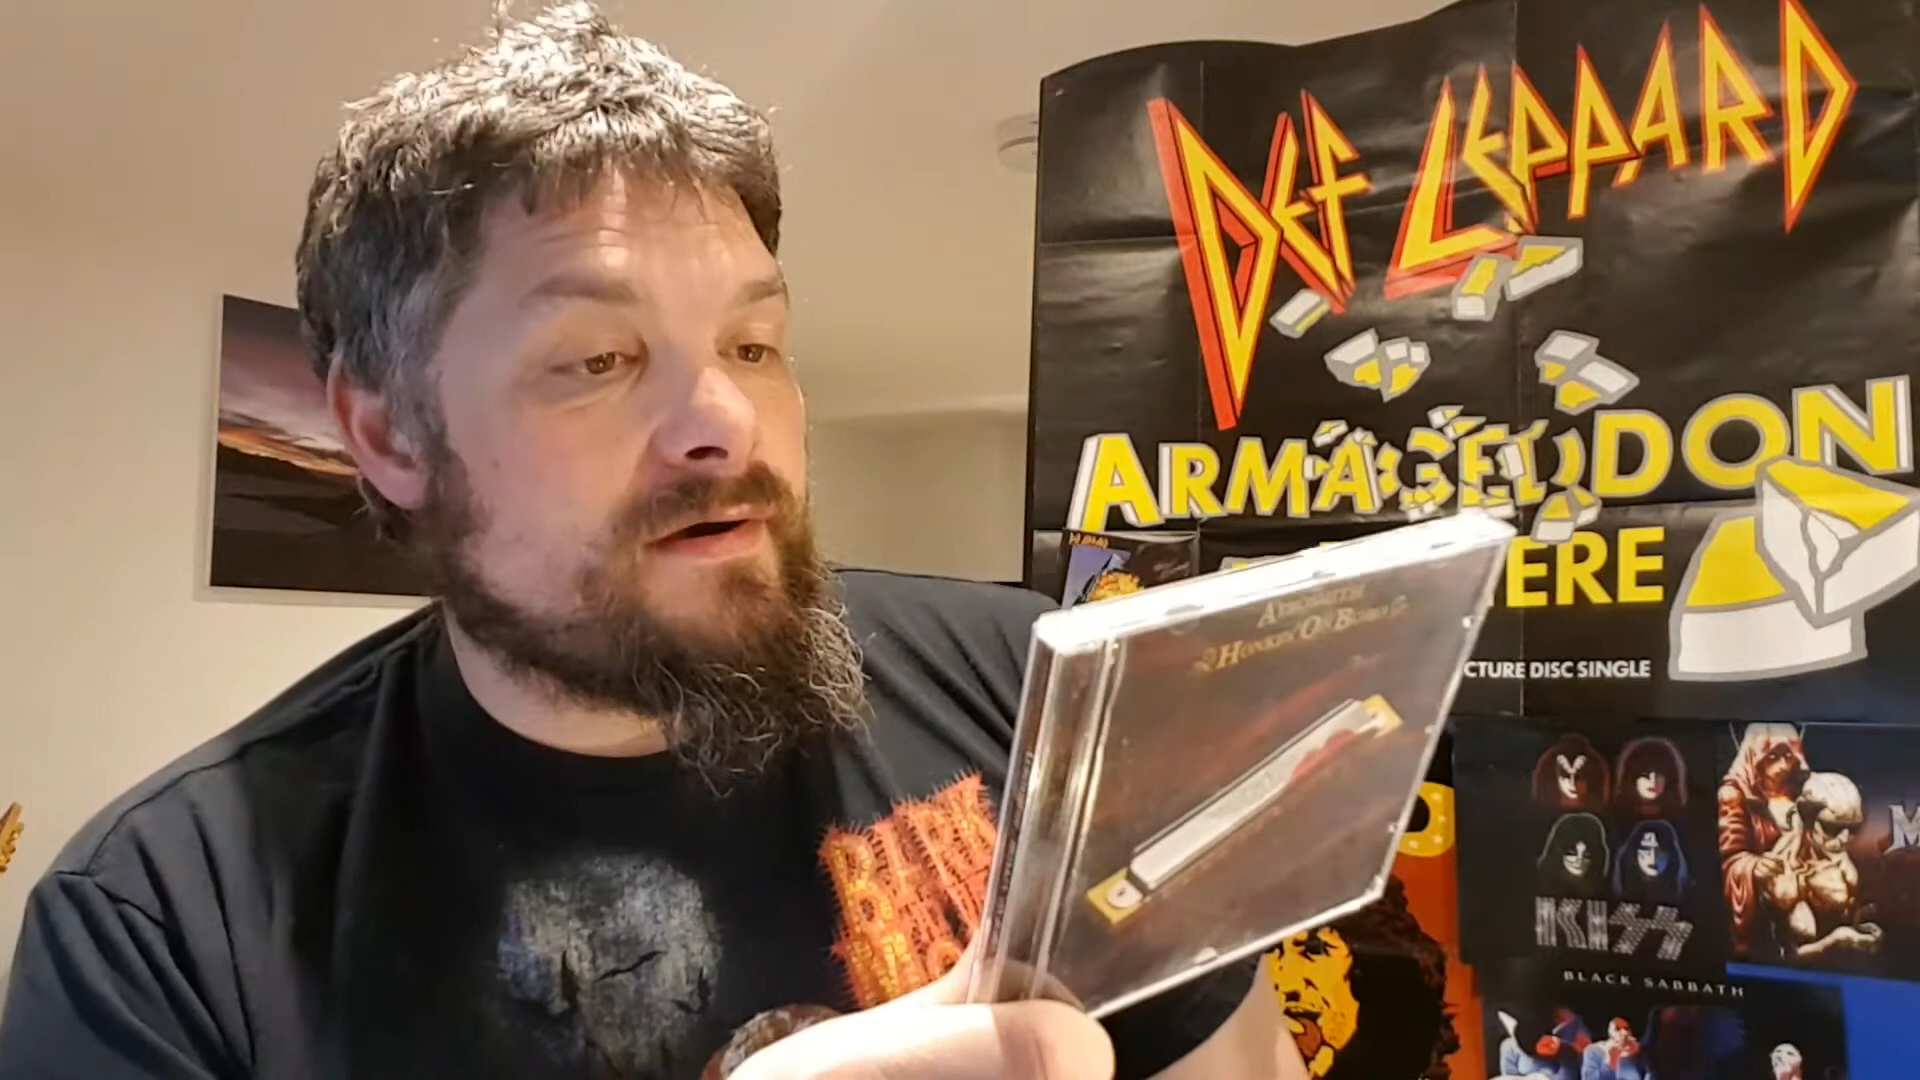 DEF LEPPARD
ARMAGEDDON
ERE
CTURE DISC SINGLE
AEROSMITH
HONKIN' ON BOBO
KISS
BLACK SABBATH
M